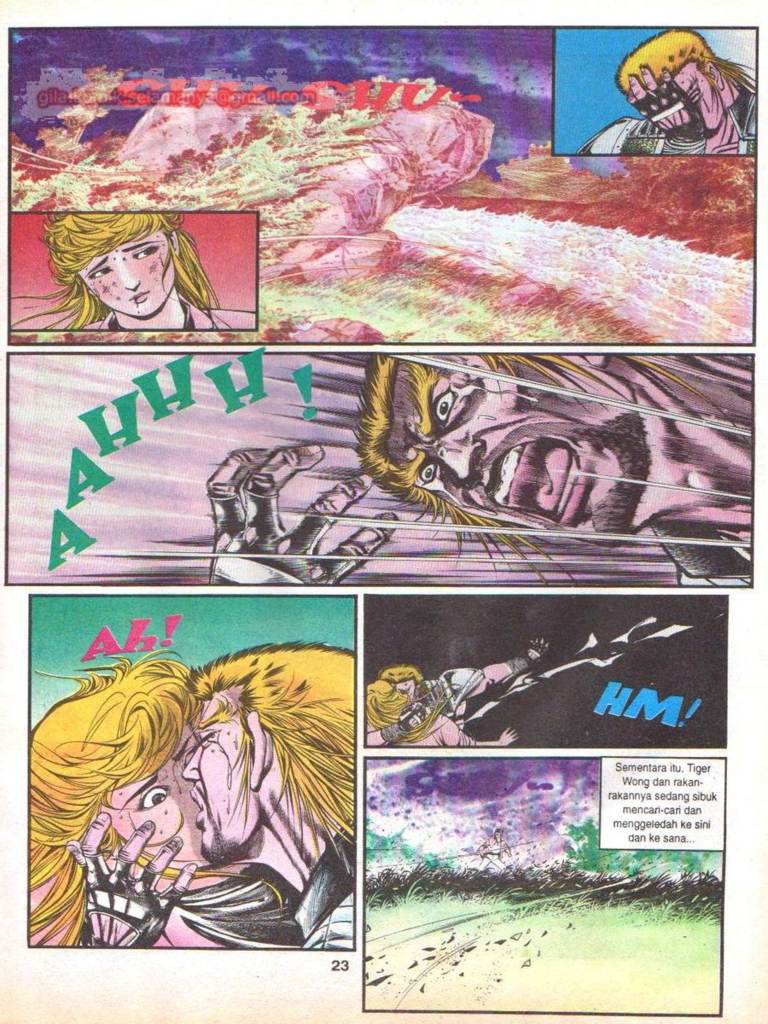 AAHHH!
Ah!
HM!
Sementara itu, Tiger
Wong dan rakan-
rakannya sedang sibuk
mencari-cari dan
menggeledah ke sini
dan ke sana...
23